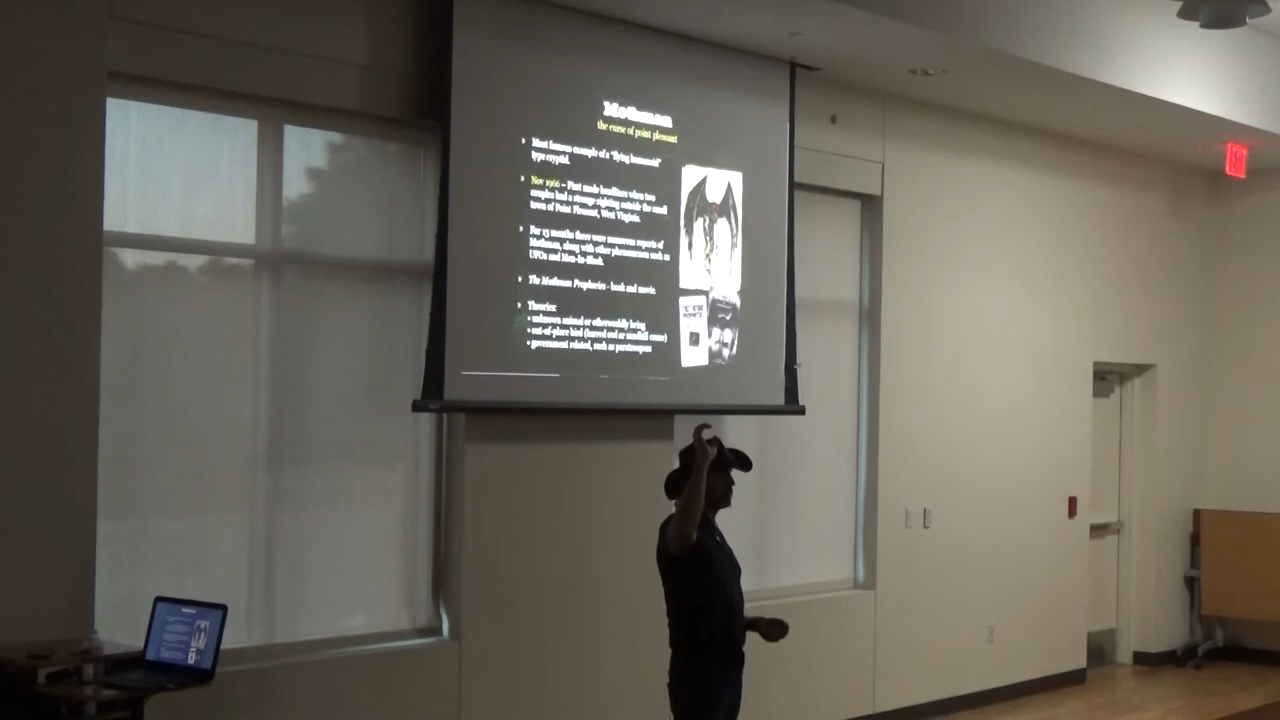 Mothman
the curse of point pleasant
Most famous example of a "flying humanoid"
type cryptid.
Nov 1966 – First made headlines when two
couples had a strange sighting outside the small
town of Point Pleasant, West Virginia.
For 13 months there were numerous reports of
Mothman, along with other phenomenon such as
UFOs and Men-In-Black.
The Mothman Prophecies - book and movie.
Theories:
• unknown animal or otherworldly being
• out-of-place bird (barred owl or sandhill crane)
• government related, such as paratroopers
EXIT